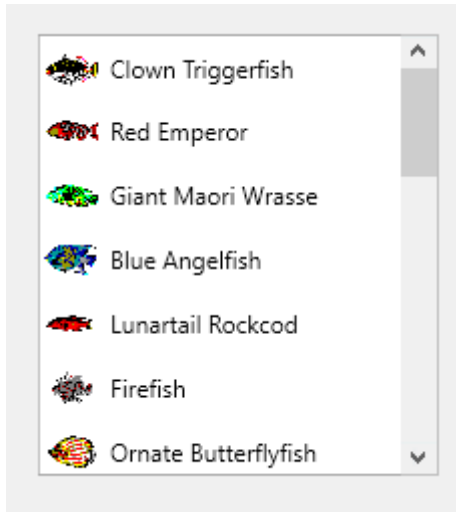 Clown Triggerfish
Red Emperor
Giant Maori Wrasse
Blue Angelfish
Lunartail Rockcod
Firefish
Ornate Butterflyfish